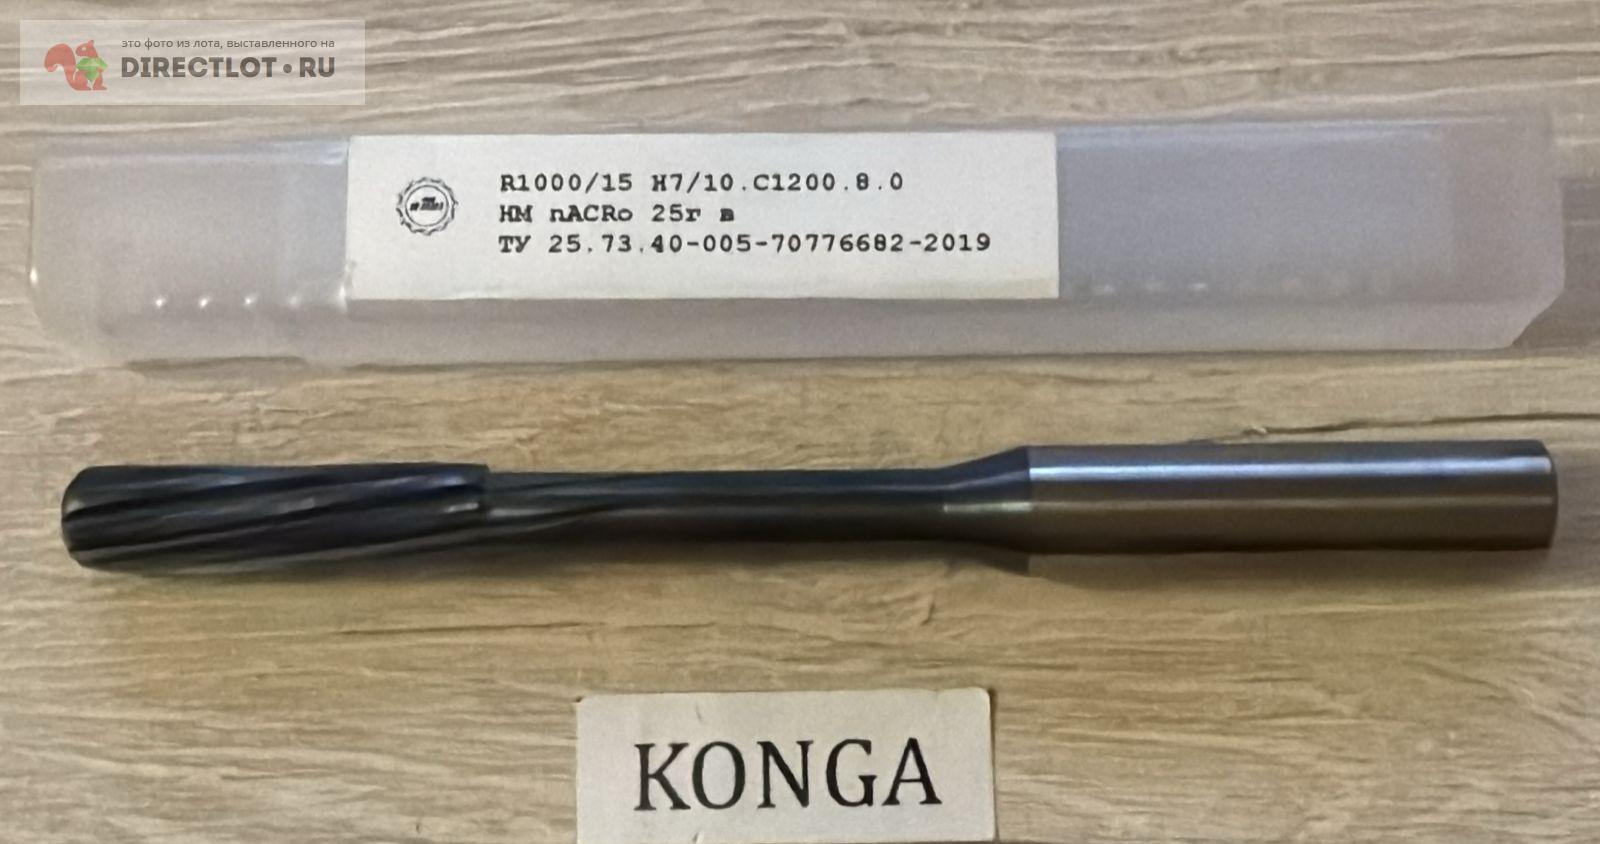 это фото из лота, выставленного на
DIRECTLOT•RU
R1000/15 H7/10.C1200.8.0
HM nACRo 25г в
ТУ 25.73.40-005-70776682-2019
KONGA